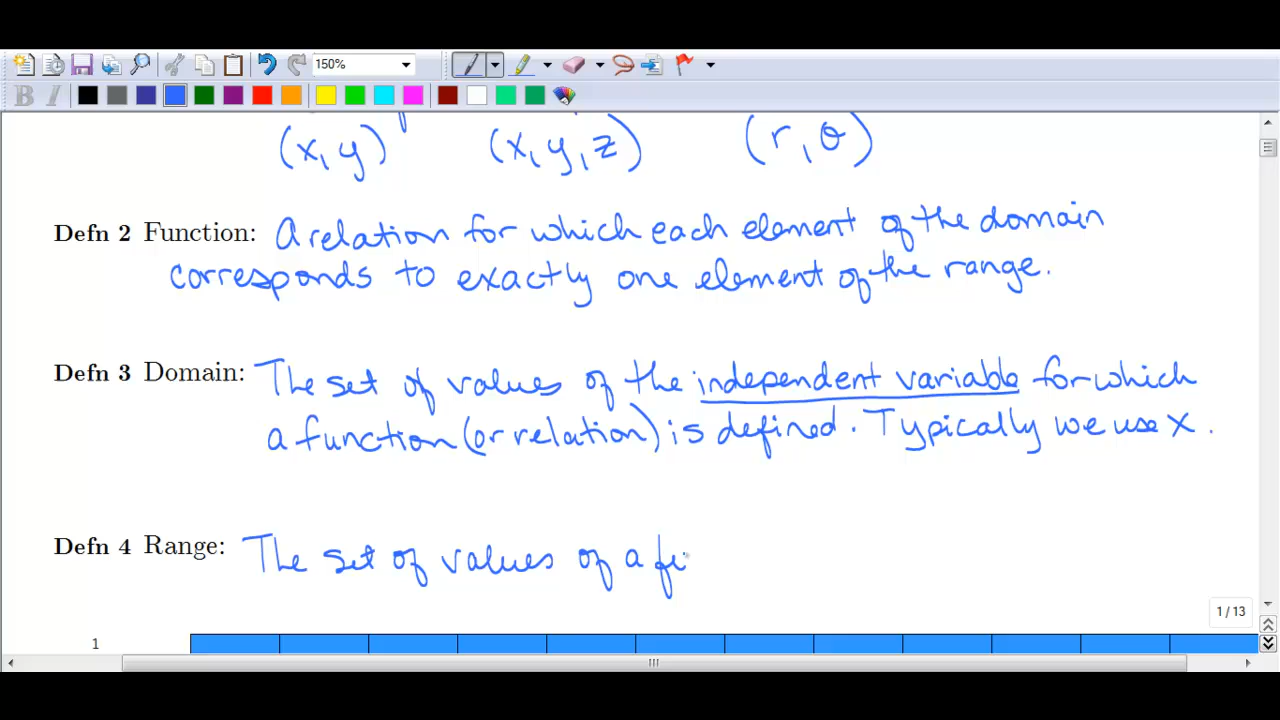 150%
B I
(x,y) (x,y,z) (r,θ)
Defn 2 Function: A relation for which each element of the domain
corresponds to exactly one element of the range.
Defn 3 Domain: The set of values of the independent variable for which
a function (or relation) is defined. Typically we use x.
Defn 4 Range: The set of values of a
1 / 13
1